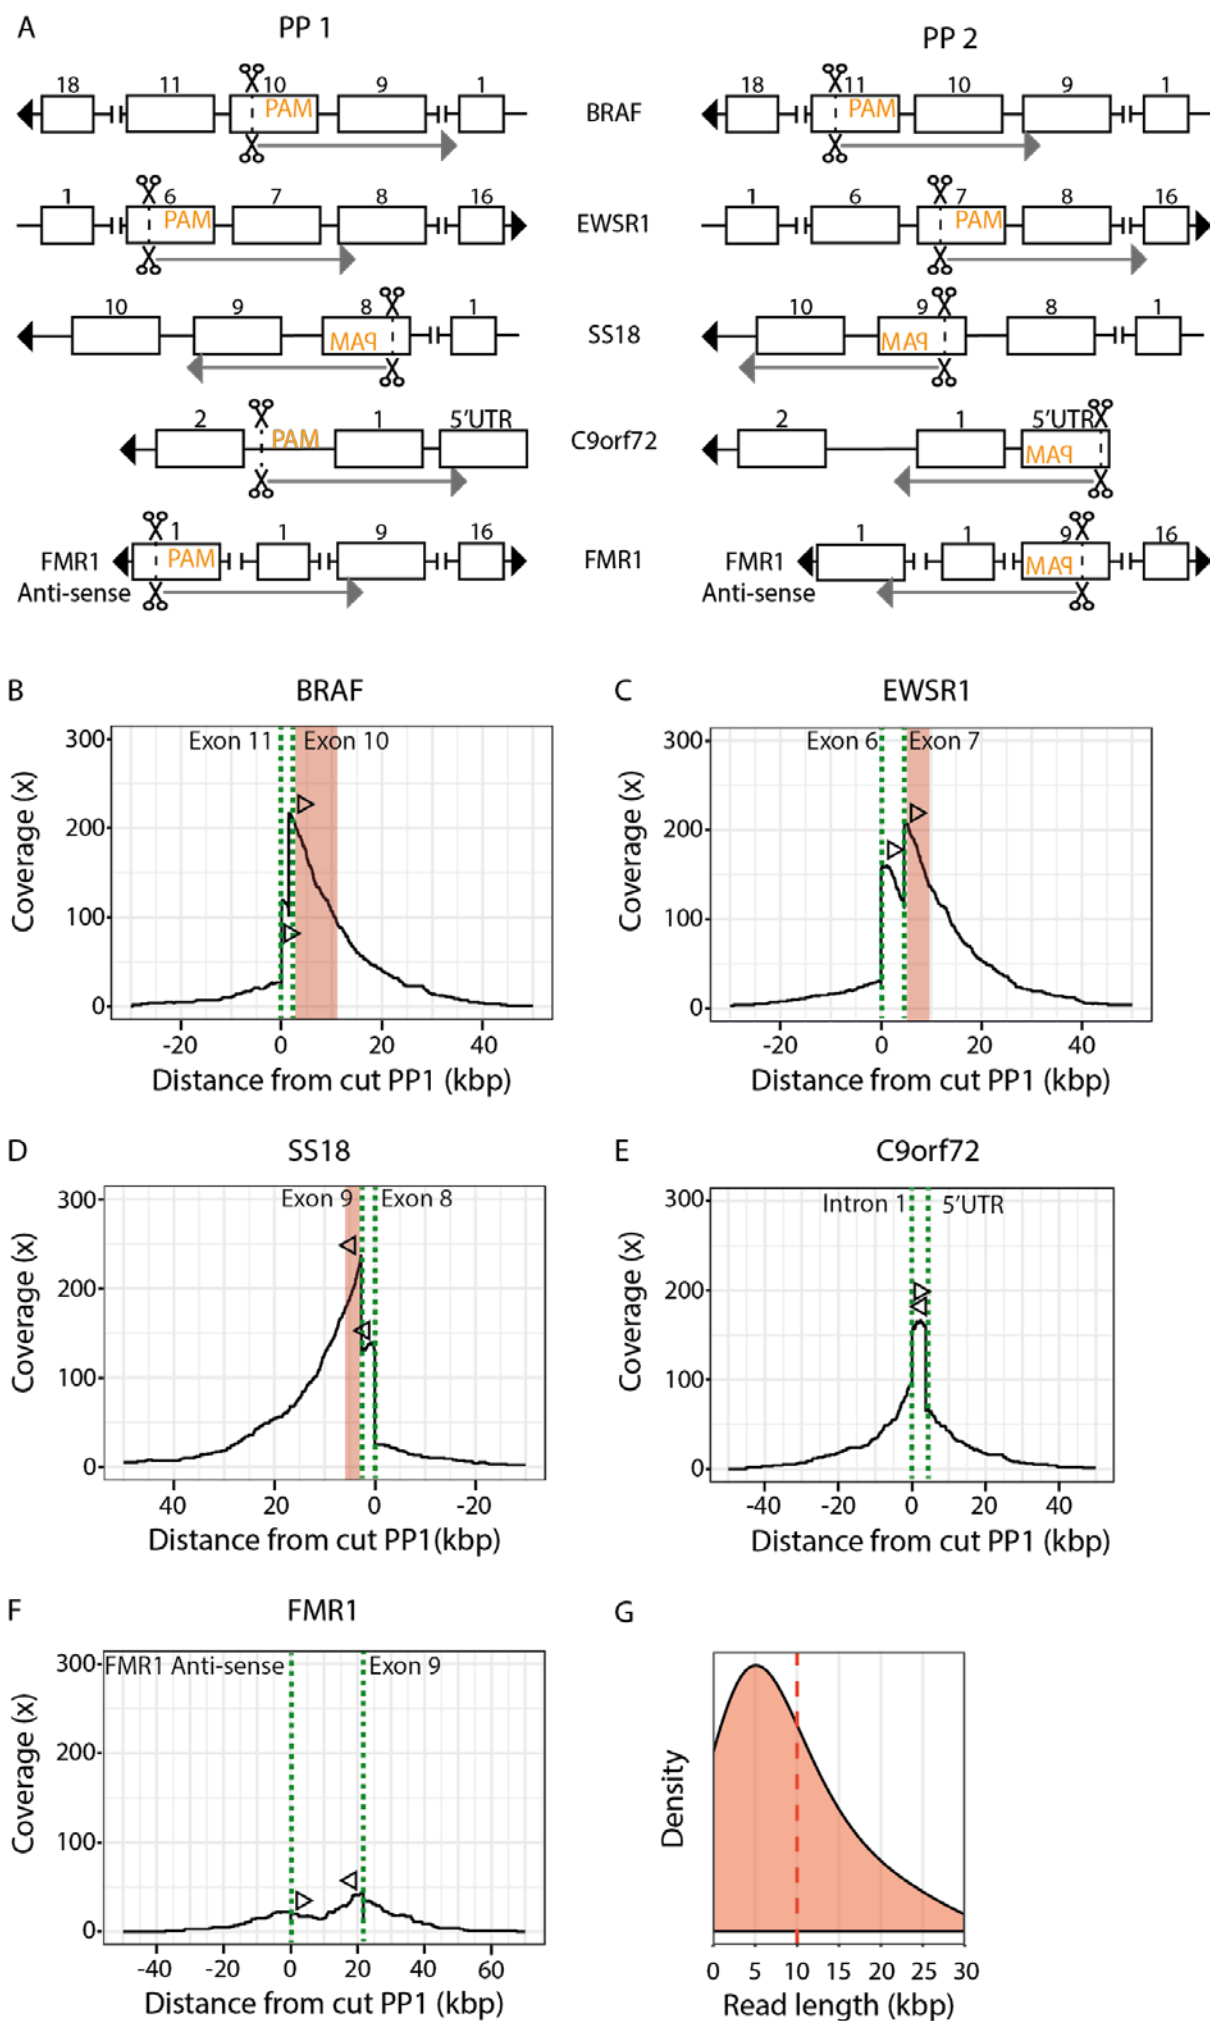 A
PP 1
PP 2
18 11 10 9 1
PAM
BRAF
18 11 10 9 1
PAM
1 6 7 8 16
PAM
EWSR1
1 6 7 8 16
PAM
10 9 8 1
PAM
SS18
10 9 8 1
PAM
2 1 5'UTR
PAM
C9orf72
2 1 5'UTR
PAM
1 1 9 16
FMR1
Anti-sense
PAM
FMR1
1 1 9 16
FMR1
Anti-sense
PAM
B
BRAF
Exon 11 Exon 10
Coverage (x)
300
200
100
0
-20 0 20 40
Distance from cut PP1 (kbp)
C
EWSR1
Exon 6 Exon 7
Coverage (x)
300
200
100
0
-20 0 20 40
Distance from cut PP1 (kbp)
D
SS18
Exon 9 Exon 8
Coverage (x)
300
200
100
0
40 20 0 -20
Distance from cut PP1(kbp)
E
C9orf72
Intron 1 5'UTR
Coverage (x)
300
200
100
0
-40 -20 0 20 40
Distance from cut PP1 (kbp)
F
FMR1
FMR1 Anti-sense Exon 9
Coverage (x)
300
200
100
0
-40 -20 0 20 40 60
Distance from cut PP1 (kbp)
G
Density
0 5 10 15 20 25 30
Read length (kbp)